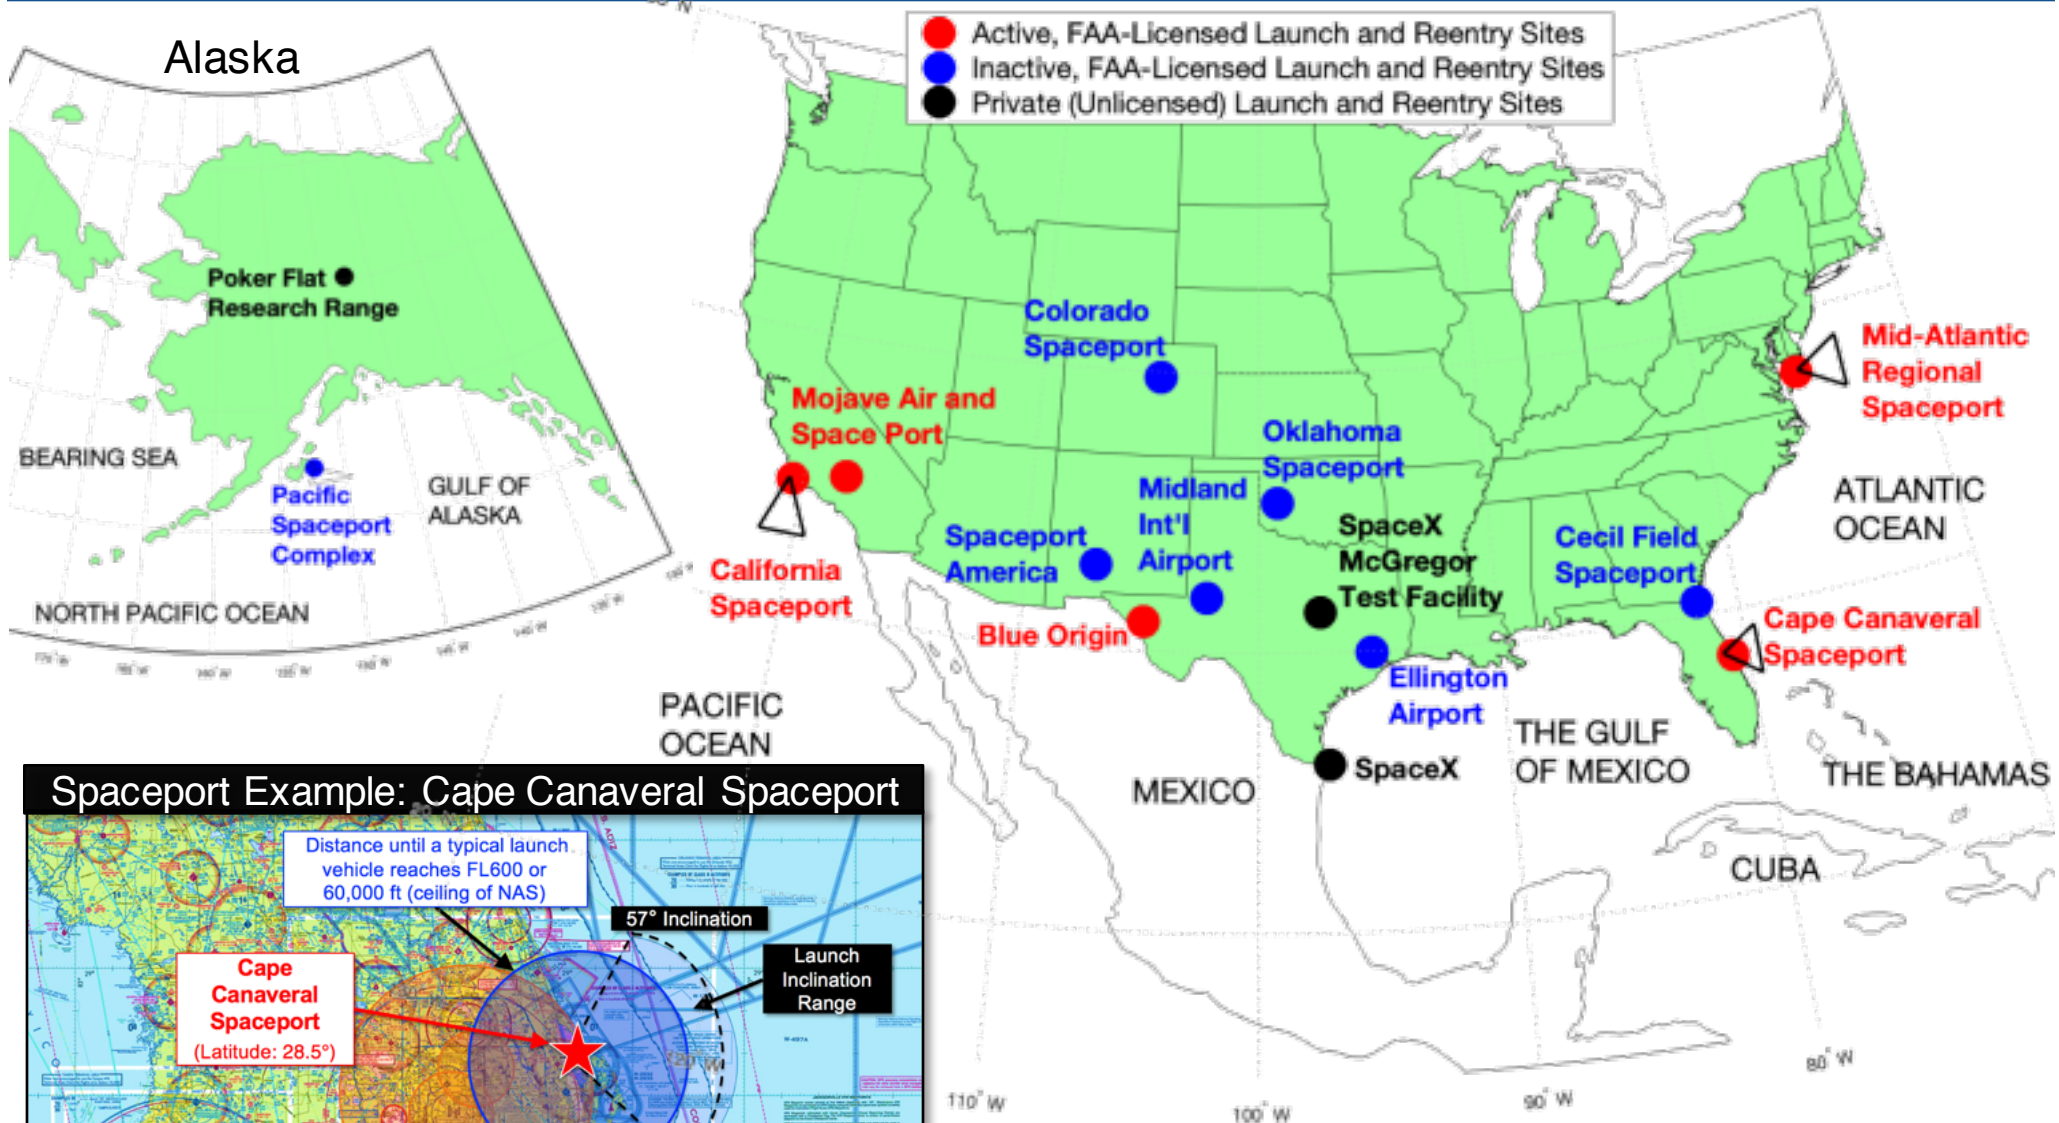 Alaska
Active, FAA-Licensed Launch and Reentry Sites
Inactive, FAA-Licensed Launch and Reentry Sites
Private (Unlicensed) Launch and Reentry Sites
Poker Flat
Research Range
BEARING SEA
Pacific
Spaceport
Complex
GULF OF
ALASKA
NORTH PACIFIC OCEAN
Colorado
Spaceport
Mojave Air and
Space Port
California
Spaceport
Spaceport
America
Midland
Int'l
Airport
Oklahoma
Spaceport
Blue Origin
SpaceX
McGregor
Test Facility
Ellington
Airport
SpaceX
Cecil Field
Spaceport
Cape Canaveral
Spaceport
Mid-Atlantic
Regional
Spaceport
ATLANTIC
OCEAN
PACIFIC
OCEAN
MEXICO
THE GULF
OF MEXICO
THE BAHAMAS
CUBA
110° W
100° W
90° W
80° W
Spaceport Example: Cape Canaveral Spaceport
Distance until a typical launch
vehicle reaches FL600 or
60,000 ft (ceiling of NAS)
57° Inclination
Launch
Inclination
Range
Cape
Canaveral
Spaceport
(Latitude: 28.5°)
120° W
W-497A